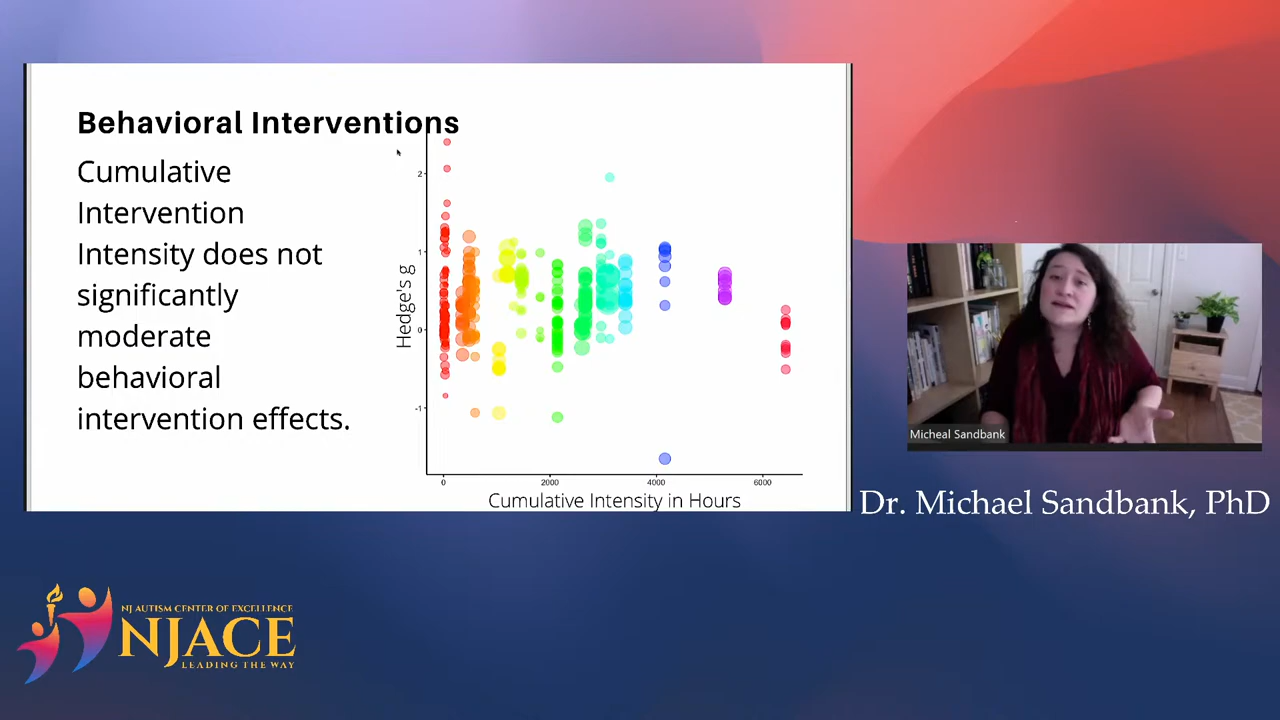 Behavioral Interventions
Cumulative
Intervention
Intensity does not
significantly
moderate
behavioral
intervention effects.
Hedge's g
2
1
0
-1
0
2000
4000
6000
Cumulative Intensity in Hours
Micheal Sandbank
Dr. Michael Sandbank, PhD
NJ AUTISM CENTER OF EXCELLENCE
NJACE
LEADING THE WAY